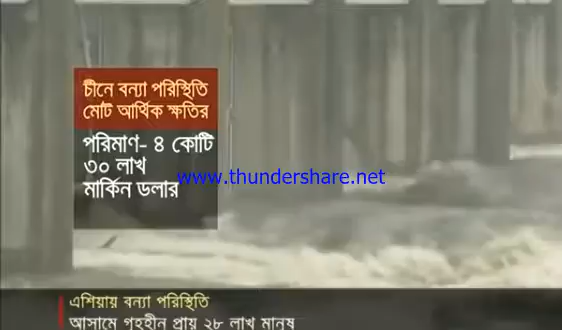 চীনে বন্যা পরিস্থিতি
মোট আর্থিক ক্ষতির
পরিমাণ- ৪ কোটি
৩০ লাখ
মার্কিন ডলার
www.thundershare.net
এশিয়ায় বন্যা পরিস্থিতি
আসামে গৃহহীন প্রায় ২৮ লাখ মানুষ